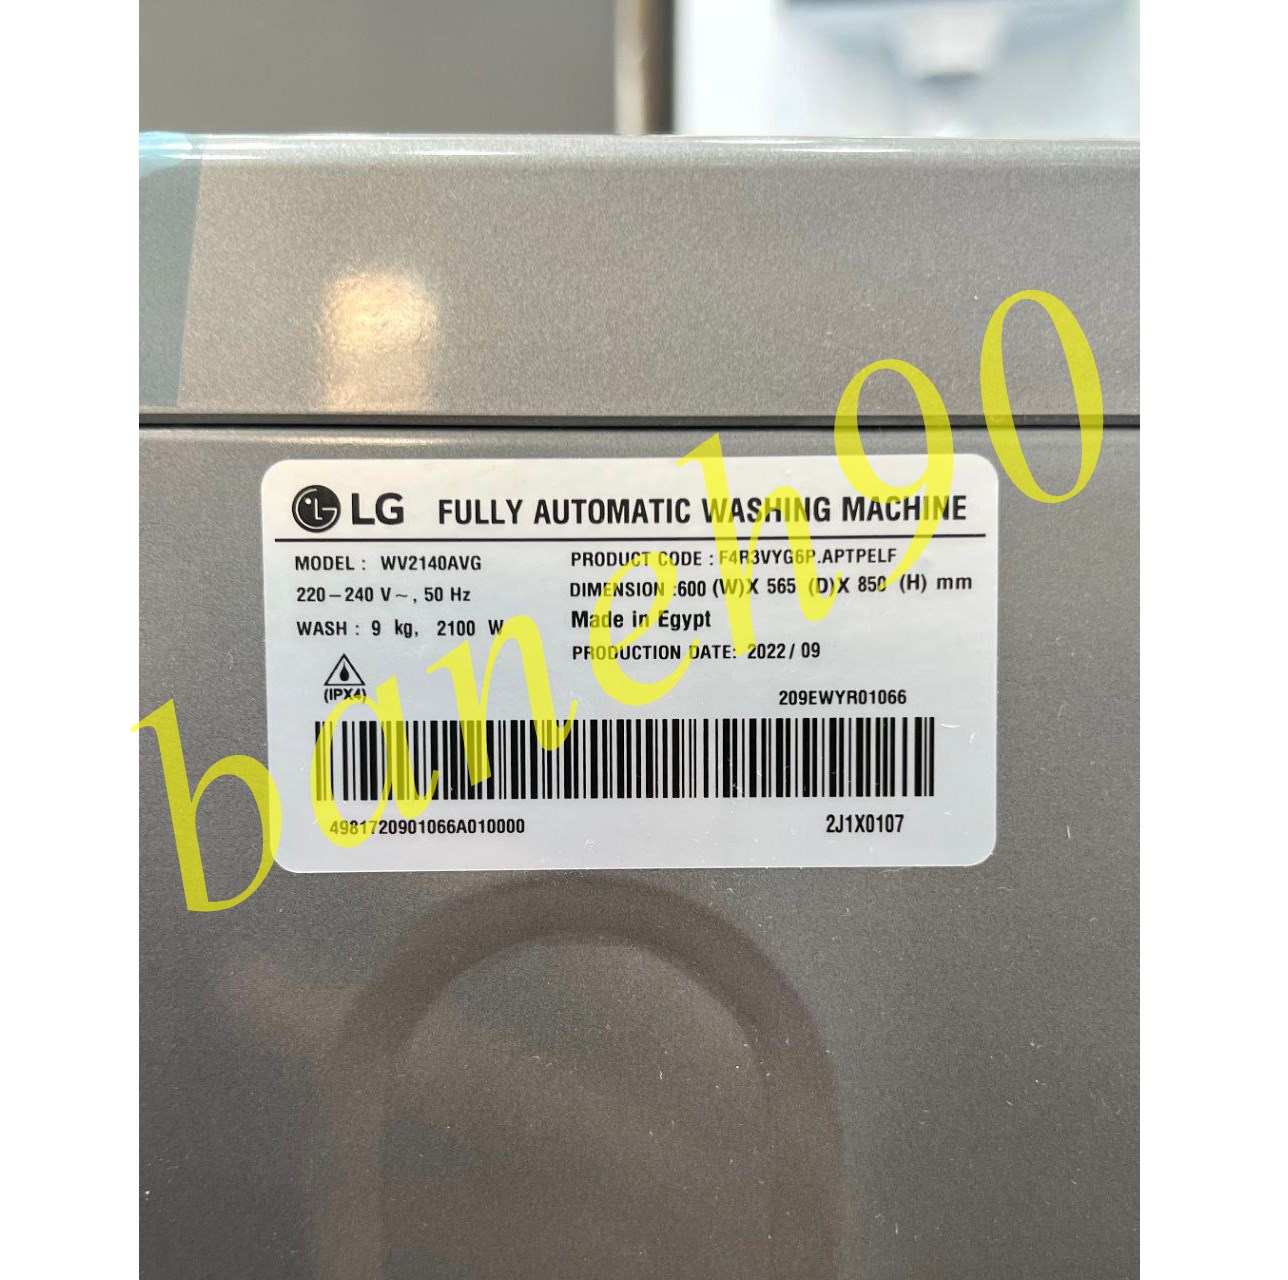 LG FULLY AUTOMATIC WASHING MACHINE
MODEL : WV2140AVG
220-240 V~, 50 Hz
WASH : 9 kg, 2100 W
(IPX4)
PRODUCT CODE : F4R3VYG6P.APTPELF
DIMENSION :600 (W)X 565 (D)X 850 (H) mm
Made in Egypt
PRODUCTION DATE: 2022/ 09
209EWYR01066
4981720901066A010000
2J1X0107
baneh90